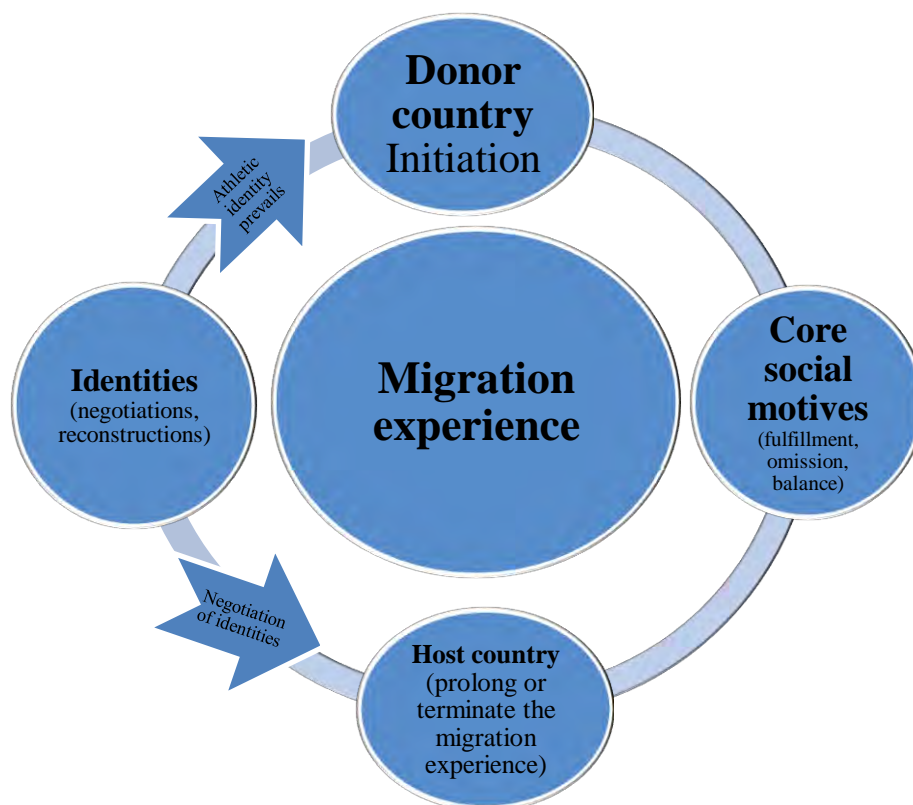 Donor
country
Initiation
Athletic
identity
prevails
Identities
(negotiations,
reconstructions)
Migration
experience
Core
social
motives
(fulfillment,
omission,
balance)
Negotiation
of identities
Host country
(prolong or
terminate the
migration
experience)